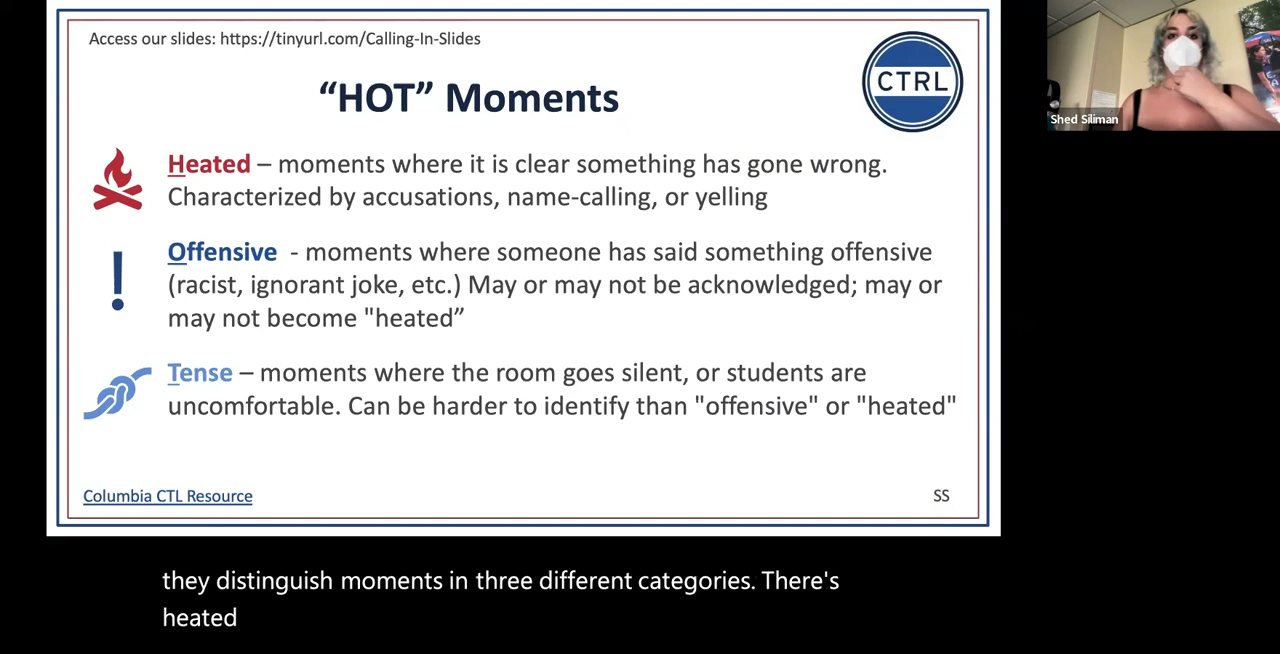 Access our slides: https://tinyurl.com/Calling-In-Slides
CTRL
“HOT” Moments
Heated – moments where it is clear something has gone wrong.
Characterized by accusations, name-calling, or yelling
!
Offensive - moments where someone has said something offensive
(racist, ignorant joke, etc.) May or may not be acknowledged; may or
may not become "heated”
Tense – moments where the room goes silent, or students are
uncomfortable. Can be harder to identify than "offensive" or "heated"
Columbia CTL Resource
SS
Shed Siliman
they distinguish moments in three different categories. There's
heated